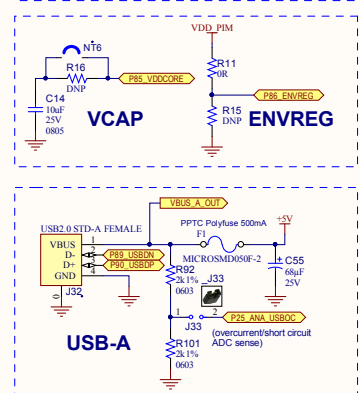 NT6
R16
DNP
P85_VDDCORE
C14
10uF
25V
0805
VCAP
VDD_PIM
R11
0R
P86_ENVREG
R15
DNP
ENVREG
VBUS_A_OUT
USB2.0 STD-A FEMALE
VBUS 1
D- 2 P89_USBDN
D+ 3 P90_USBDP
GND 4
0
J32
PPTC Polyfuse 500mA
F1
MICROSMD050F-2
+5V
C55
68µF
25V
R92
2k1%
0603
J33
1 2
J33
P25_ANA_USBOC
(overcurrent/short circuit
ADC sense)
R101
2k1%
0603
USB-A